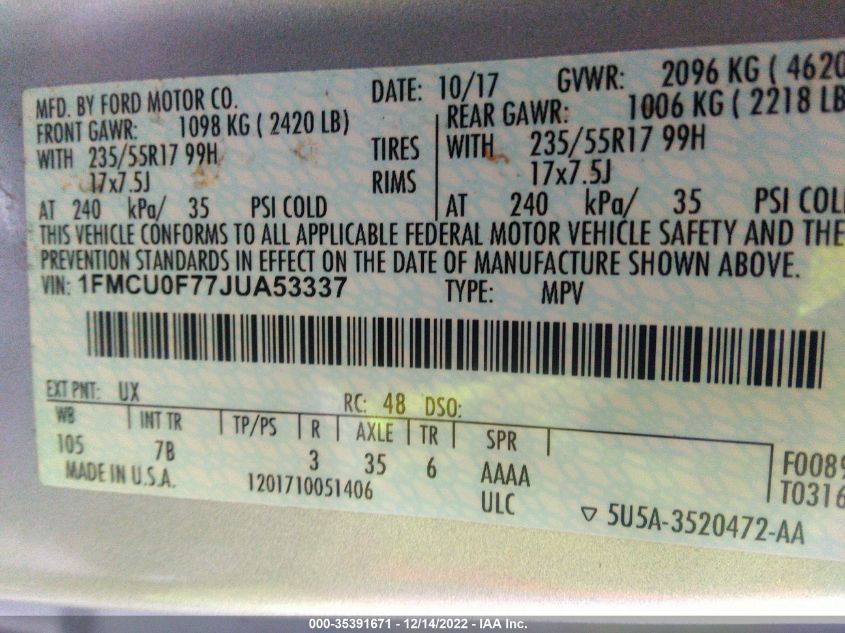 MFD. BY FORD MOTOR CO. DATE: 10/17 GVWR: 2096 KG ( 4620
FRONT GAWR: 1098 KG ( 2420 LB) REAR GAWR: 1006 KG ( 2218 LB
WITH 235/55R17 99H TIRES WITH 235/55R17 99H
17x7.5J RIMS 17x7.5J
AT 240 kPa/ 35 PSI COLD AT 240 kPa/ 35 PSI COL
THIS VEHICLE CONFORMS TO ALL APPLICABLE FEDERAL MOTOR VEHICLE SAFETY AND THE
PREVENTION STANDARDS IN EFFECT ON THE DATE OF MANUFACTURE SHOWN ABOVE.
VIN: 1FMCU0F77JUA53337 TYPE: MPV
EXT PNT: UX RC: 48 DSO:
WB INT TR TP/PS R AXLE TR SPR
105 7B 3 35 6 AAAA F0089
MADE IN U.S.A. 1201710051406 ULC T0316
5U5A-3520472-AA
000-35391671 - 12/14/2022 - IAA Inc.